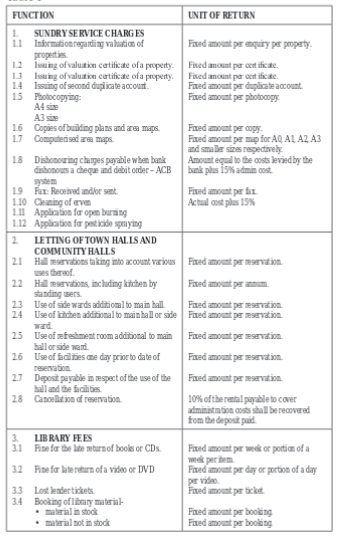 FUNCTION UNIT OF RETURN
1. SUNDRY SERVICE CHARGES
1.1 Information regarding valuation of Fixed amount per enquiry per property.
properties.
1.2 Issuing of valuation certificate of a property. Fixed amount per certificate.
1.3 Issuing of valuation certificate of a property. Fixed amount per certificate.
1.4 Issuing of second duplicate account. Fixed amount per duplicate account.
1.5 Photocopying: Fixed amount per photocopy.
A4 size
A3 size
1.6 Copies of building plans and area maps. Fixed amount per copy.
1.7 Computerised area maps. Fixed amount per map for A0, A1, A2, A3
and smaller sizes respectively.
1.8 Dishonouring charges payable when bank Amount equal to the costs levied by the
dishonours a cheque and debit order – ACB bank plus 15% admin cost.
system
1.9 Fax: Received and/or sent. Fixed amount per fax.
1.10 Cleaning of erven Actual cost plus 15%
1.11 Application for open burning
1.12 Application for pesticide spraying
2. LETTING OF TOWN HALLS AND
COMMUNITY HALLS
2.1 Hall reservations taking into account various Fixed amount per reservation.
uses thereof.
2.2 Hall reservations, including kitchen by Fixed amount per annum.
standing users.
2.3 Use of side wards additional to main hall. Fixed amount per reservation.
2.4 Use of kitchen additional to main hall or side Fixed amount per reservation.
ward.
2.5 Use of refreshment room additional to main Fixed amount per reservation.
hall or side ward.
2.6 Use of facilities one day prior to date of Fixed amount per reservation.
reservation.
2.7 Deposit payable in respect of the use of the Fixed amount per reservation.
hall and the facilities.
2.8 Cancellation of reservation. 10% of the rental payable to cover
administration costs shall be recovered
from the deposit paid.
3. LIBRARY FEES
3.1 Fine for the late return of books or CDs. Fixed amount per week or portion of a
week per item.
3.2 Fine for late return of a video or DVD Fixed amount per day or portion of a day
per video.
3.3 Lost lender tickets. Fixed amount per ticket.
3.4 Booking of library material-
• material in stock Fixed amount per booking.
• material not in stock Fixed amount per booking.